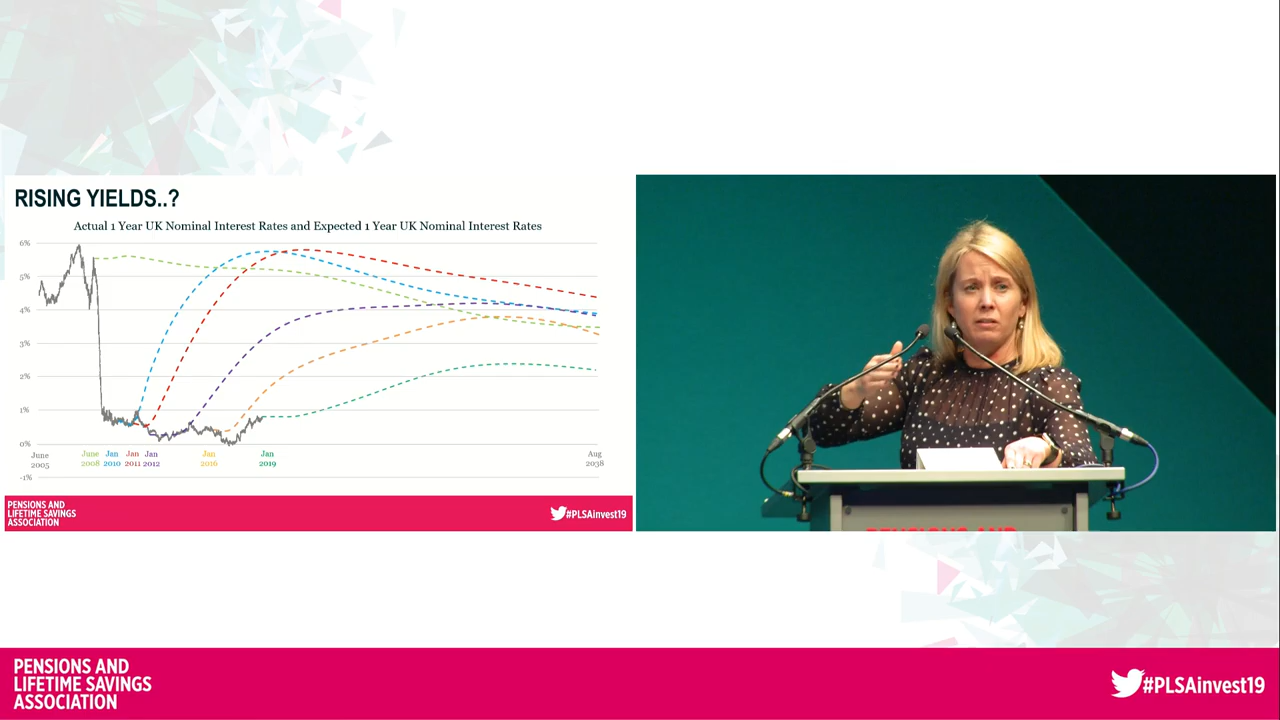 RISING YIELDS..?
Actual 1 Year UK Nominal Interest Rates and Expected 1 Year UK Nominal Interest Rates
6%
5%
4%
3%
2%
1%
0%
-1%
June
2005
June
2008
Jan
2010
Jan
2011
Jan
2012
Jan
2016
Jan
2019
Aug
2038
PENSIONS AND
LIFETIME SAVINGS
ASSOCIATION
#PLSAinvest19
PENSIONS AND
PENSIONS AND
LIFETIME SAVINGS
ASSOCIATION
#PLSAinvest19